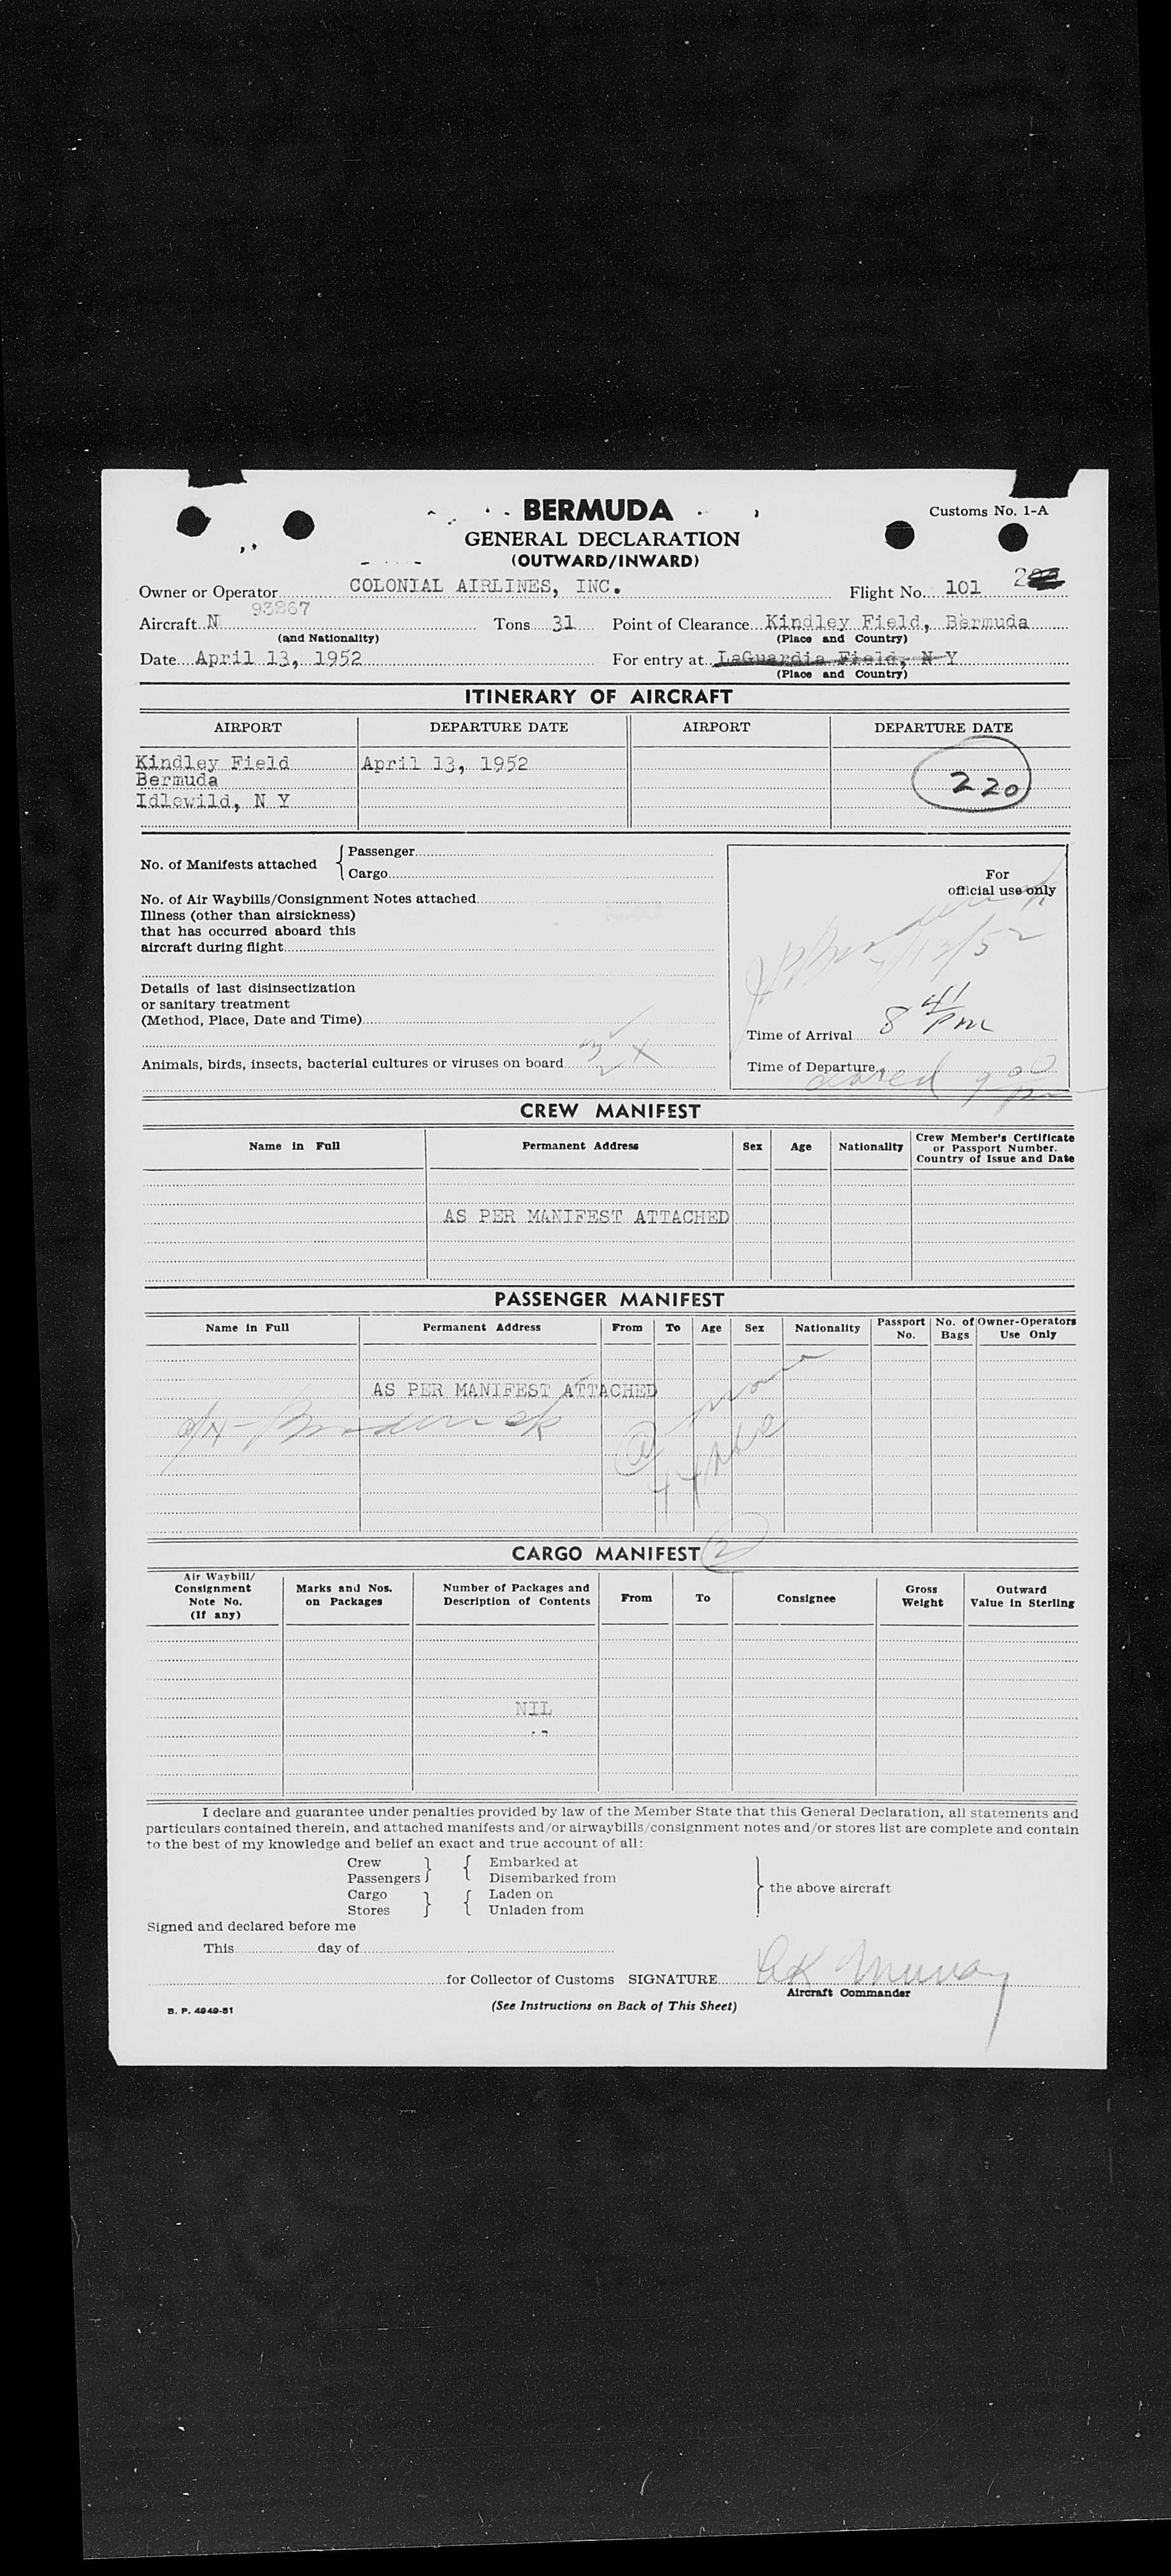 BERMUDA
Customs No. 1-A
GENERAL DECLARATION
(OUTWARD/INWARD)
Owner or Operator COLONIAL AIRLINES, INC. Flight No. 101
Aircraft N 93267 Tons 31 Point of Clearance Kindley Field, Bermuda
(and Nationality) (Place and Country)
Date April 13, 1952 For entry at LaGuardia Field, N Y
(Place and Country)
ITINERARY OF AIRCRAFT
AIRPORT DEPARTURE DATE AIRPORT DEPARTURE DATE
Kindley Field April 13, 1952
Bermuda 220
Idlewild, N Y
No. of Manifests attached { Passenger
Cargo
No. of Air Waybills/Consignment Notes attached
Illness (other than airsickness)
that has occurred aboard this
aircraft during flight
For
official use only
Details of last disinsectization
or sanitary treatment
(Method, Place, Date and Time)
Time of Arrival 8 41 pm
Animals, birds, insects, bacterial cultures or viruses on board
Time of Departure
CREW MANIFEST
Name in Full Permanent Address Sex Age Nationality Crew Member's Certificate
or Passport Number.
Country of Issue and Date
AS PER MANIFEST ATTACHED
PASSENGER MANIFEST
Name in Full Permanent Address From To Age Sex Nationality Passport No. No. of Bags Owner-Operators Use Only
AS PER MANIFEST ATTACHED
Broderick
CARGO MANIFEST
2
Air Waybill/
Consignment
Note No.
(If any)
Marks and Nos.
on Packages
Number of Packages and
Description of Contents
From To Consignee
Gross
Weight
Outward
Value in Sterling
NIL
I declare and guarantee under penalties provided by law of the Member State that this General Declaration, all statements and
particulars contained therein, and attached manifests and/or airwaybills/consignment notes and/or stores list are complete and contain
to the best of my knowledge and belief an exact and true account of all:
Crew } { Embarked at
Passengers Disembarked from
Cargo } { Laden on
Stores Unladen from
} the above aircraft
Signed and declared before me
This day of
for Collector of Customs SIGNATURE
Aircraft Commander
B. P. 4949-51
(See Instructions on Back of This Sheet)